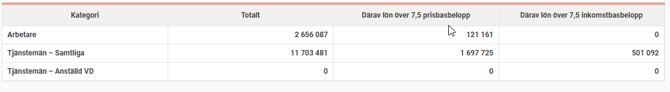 Kategori Totalt Därav lön över 7,5 prisbasbelopp Därav lön över 7,5 inkomstbasbelopp
Arbetare 2 656 087 121 161 0
Tjänstemän – Samtliga 11 703 481 1 697 725 501 092
Tjänstemän – Anställd VD 0 0 0